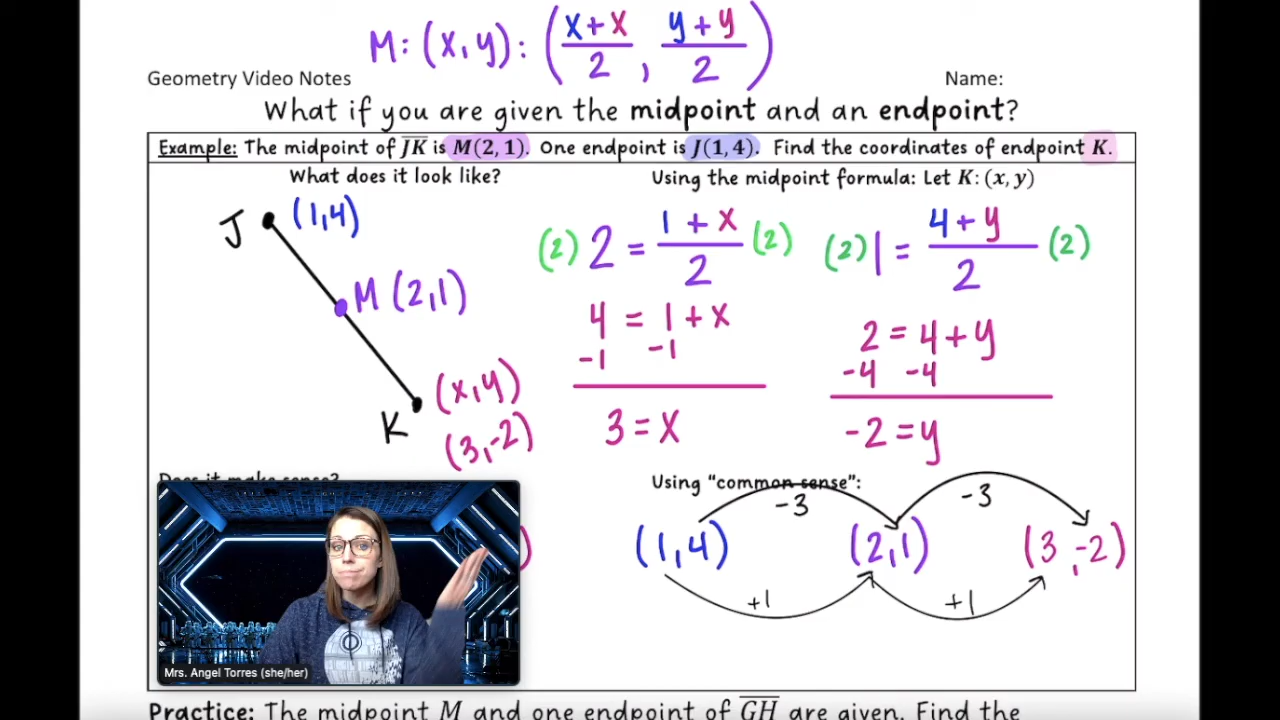 M: (x,y): (x+x/2, y+y/2)
Geometry Video Notes Name:
What if you are given the midpoint and an endpoint?
Example: The midpoint of JK is M(2, 1). One endpoint is J(1, 4). Find the coordinates of endpoint K.
What does it look like?
J (1,4)
M (2,1)
(x,y)
K
(3,-2)
Using the midpoint formula: Let K: (x, y)
(2) 2 = 1 + x/2 (2)
4 = 1 + x
-1 -1
3 = x
(2) 1 = 4 + y/2 (2)
2 = 4 + y
-4 -4
-2 = y
Does it make sense?
)
Mrs. Angel Torres (she/her)
Using "common sense":
-3 -3
(1,4) (2,1) (3,-2)
+1 +1
Practice: The midpoint M and one endpoint of GH are given. Find the